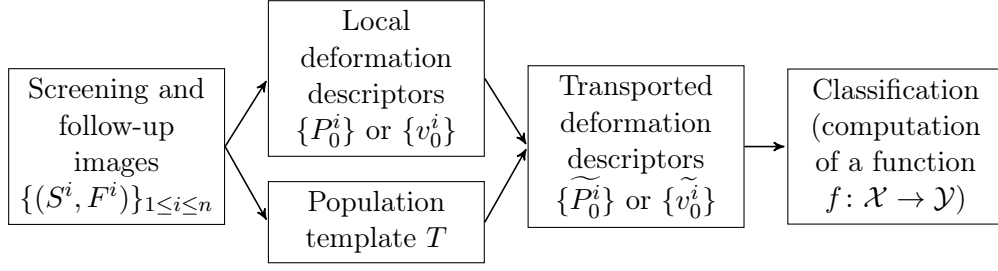 Screening and
follow-up
images
{(S^i, F^i)}_{1≤i≤n}
Local
deformation
descriptors
{P_0^i} or {v_0^i}
Population
template T
Transported
deformation
descriptors
{\widetilde{P_0^i}} or {\widetilde{v_0^i}}
Classification
(computation
of a function
f: 𝒳 → 𝒴)